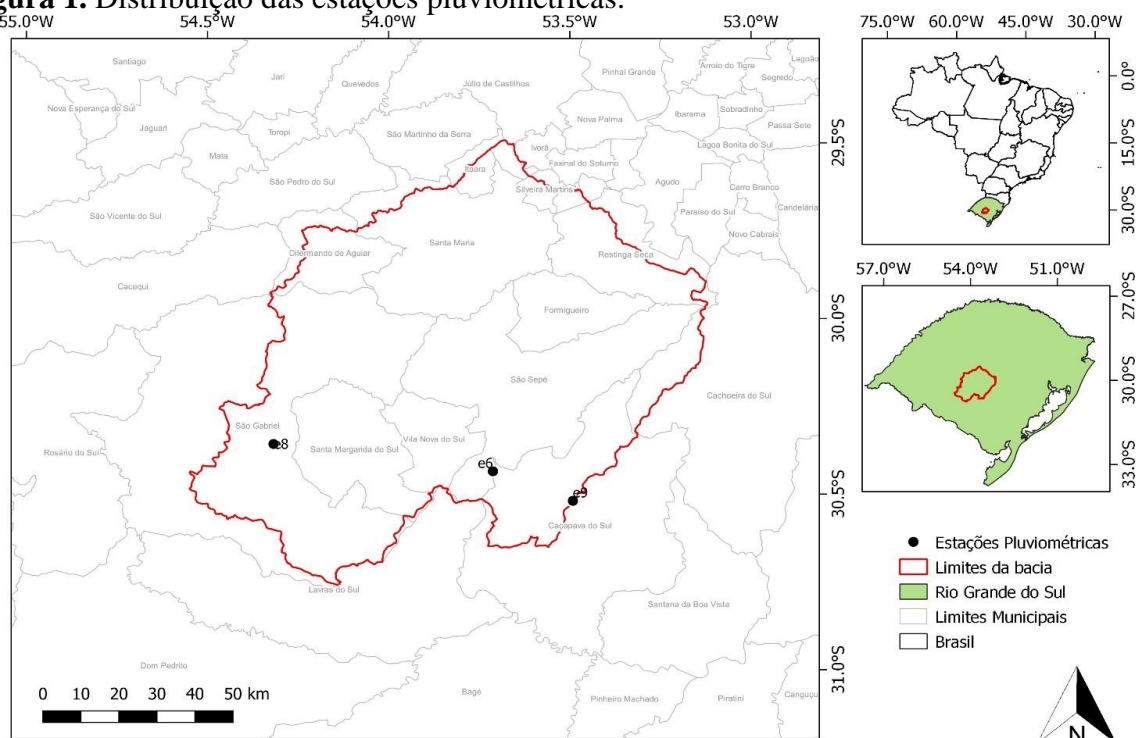 gura 1. Distribuição das estações pluviométricas.
55.0°W 54.5°W 54.0°W 53.5°W 53.0°W
75.0°W 60.0°W 45.0°W 30.0°W
0.0°
15.0°S
30.0°S
57.0°W 54.0°W 51.0°W
27.0°S
30.0°S
33.0°S
29.5°S
30.0°S
30.5°S
31.0°S
Santiago
Jari
Quevedos
Júlio de Castilhos
Pinhal Grande
Arroio do Tigre
Lagoão
Segredo
Nova Esperança do Sul
Jaguari
Toropi
São Martinho da Serra
Nova Palma
Ibarama
Sobradinho
Passa Sete
Mata
Ivorá
Lagoa Bonita do Sul
São Pedro do Sul
Itaara
Faxinal do Soturno
Silveira Martins
Agudo
Cerro Branco
Candelária
São Vicente do Sul
Paraíso do Sul
Novo Cabrais
Santa Maria
Dilermando de Aguiar
Restinga Seca
Cacequi
Formigueiro
São Sepé
Cachoeira do Sul
São Gabriel
e8
Santa Margarida do Sul
Vila Nova do Sul
Rosário do Sul
e6
e9
Caçapava do Sul
Lavras do Sul
Santana da Boa Vista
Dom Pedrito
Bagé
Pinheiro Machado
Piratini
Canguçu
0 10 20 30 40 50 km
Estações Pluviométricas
Limites da bacia
Rio Grande do Sul
Limites Municipais
Brasil
N